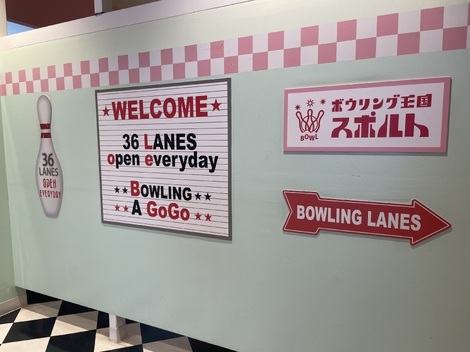 36
LANES
OPEN
EVERYDAY
★WELCOME★
36 LANES
open everyday
★★BOWLING★★
★★A GoGo★★
BOWL
ボウリング王国
スポルト
BOWLING LANES